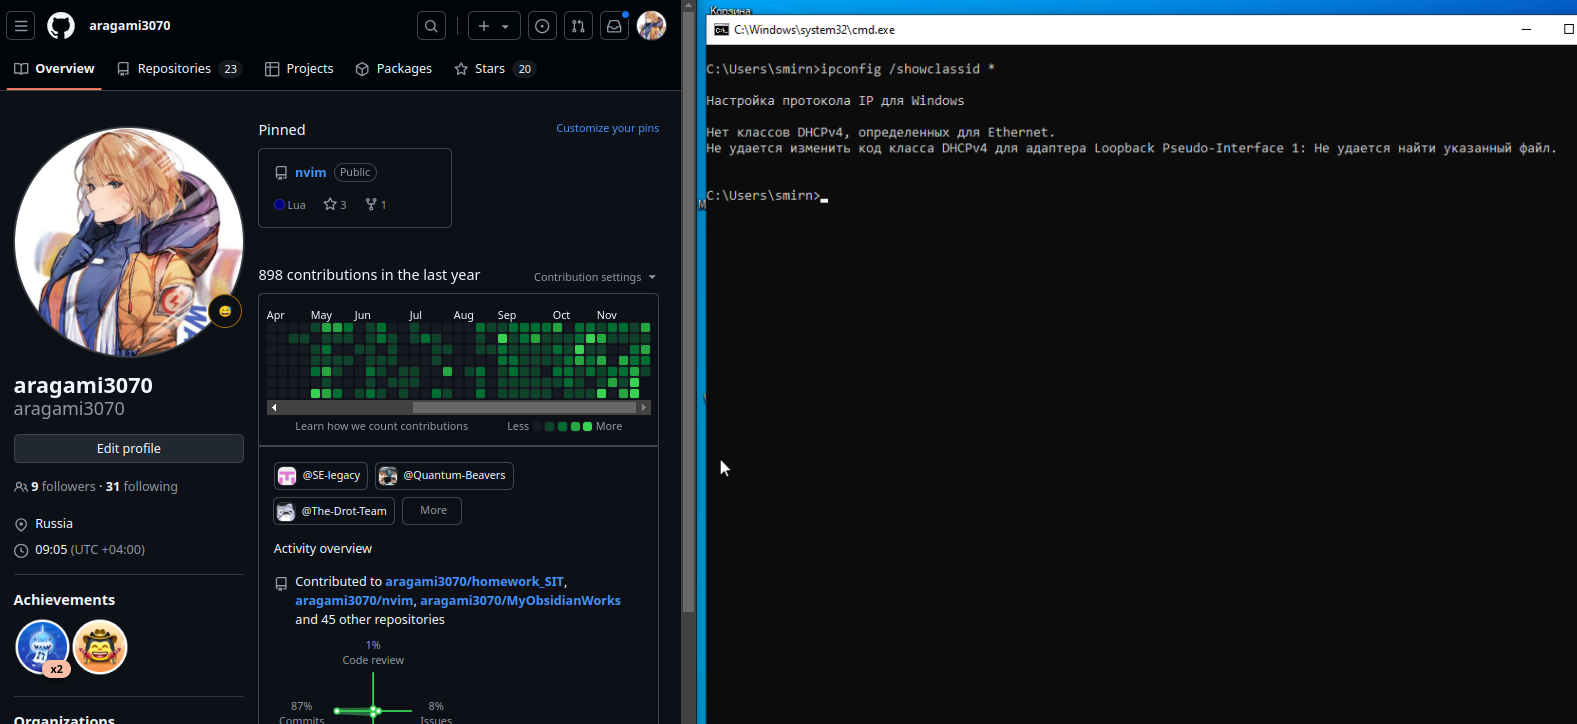 aragami3070
Overview
Repositories 23
Projects
Packages
Stars 20
aragami3070
aragami3070
Edit profile
9 followers · 31 following
Russia
09:05 (UTC +04:00)
Achievements
x2
Organizations
Pinned
Customize your pins
nvim Public
Lua 3 1
898 contributions in the last year
Contribution settings
Apr May Jun Jul Aug Sep Oct Nov
Learn how we count contributions
Less More
@SE-legacy
@Quantum-Beavers
@The-Drot-Team
More
Activity overview
Contributed to aragami3070/homework_SIT,
aragami3070/nvim, aragami3070/MyObsidianWorks
and 45 other repositories
1%
Code review
87%
Commits
8%
Issues
Корзина
C:\Windows\system32\cmd.exe
C:\Users\smirn>ipconfig /showclassid *
Настройка протокола IP для Windows
Нет классов DHCPv4, определенных для Ethernet.
Не удается изменить код класса DHCPv4 для адаптера Loopback Pseudo-Interface 1: Не удается найти указанный файл.
C:\Users\smirn>